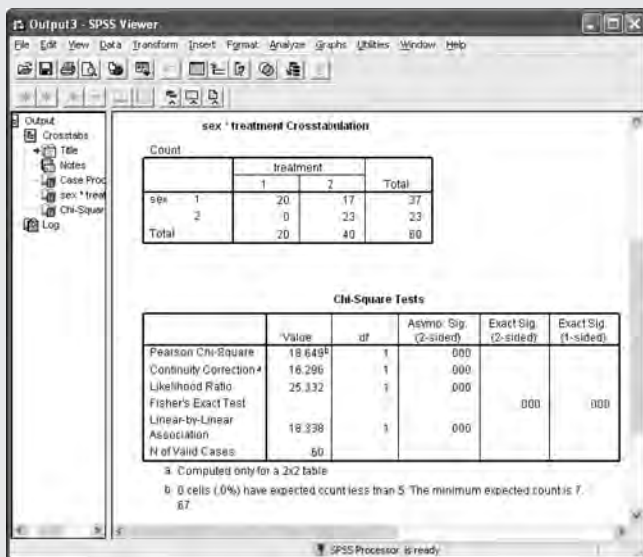 Output3 - SPSS Viewer
File Edit View Data Transform Insert Format Analyze Graphs Utilities Window Help
Output
Crosstabs
Title
Notes
Case Proc
sex * treat
Chi-Squar
Log
sex * treatment Crosstabulation
Count
treatment
1 2 Total
sex 1 20 17 37
2 0 23 23
Total 20 40 60
Chi-Square Tests
Value df Asymp. Sig. (2-sided) Exact Sig. (2-sided) Exact Sig. (1-sided)
Pearson Chi-Square 18.649b 1 .000
Continuity Correction a 16.296 1 .000
Likelihood Ratio 25.332 1 .000
Fisher's Exact Test .000 .000
Linear-by-Linear Association 18.338 1 .000
N of Valid Cases 60
a. Computed only for a 2x2 table
b. 0 cells (.0%) have expected count less than 5. The minimum expected count is 7.
67.
SPSS Processor is ready